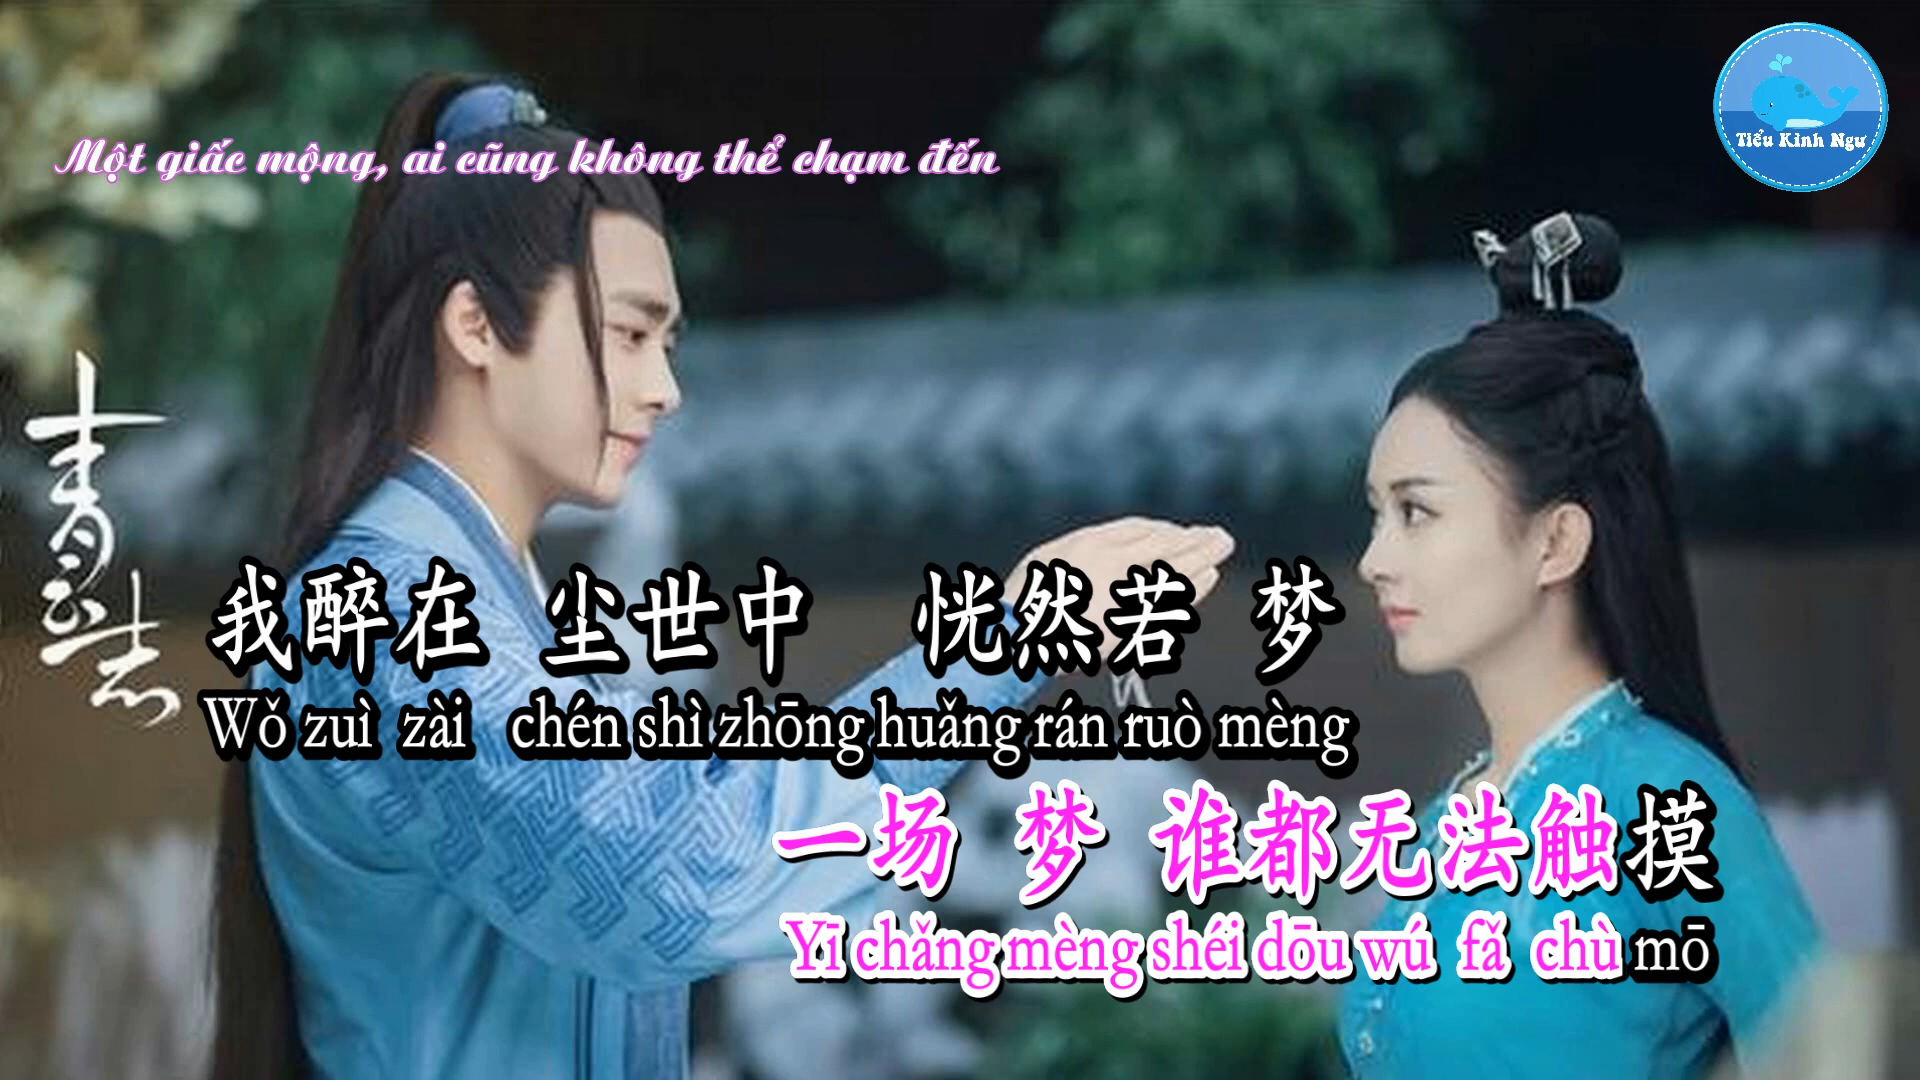 Một giấc mộng, ai cũng không thể chạm đến
Tiểu Kình Ngư
青云志
我醉在 尘世中 恍然若 梦
Wǒ zuì zài chén shì zhōng huǎng rán ruò mèng
一场 梦 谁都无法触摸
Yī chǎng mèng shéi dōu wú fǎ chù mō